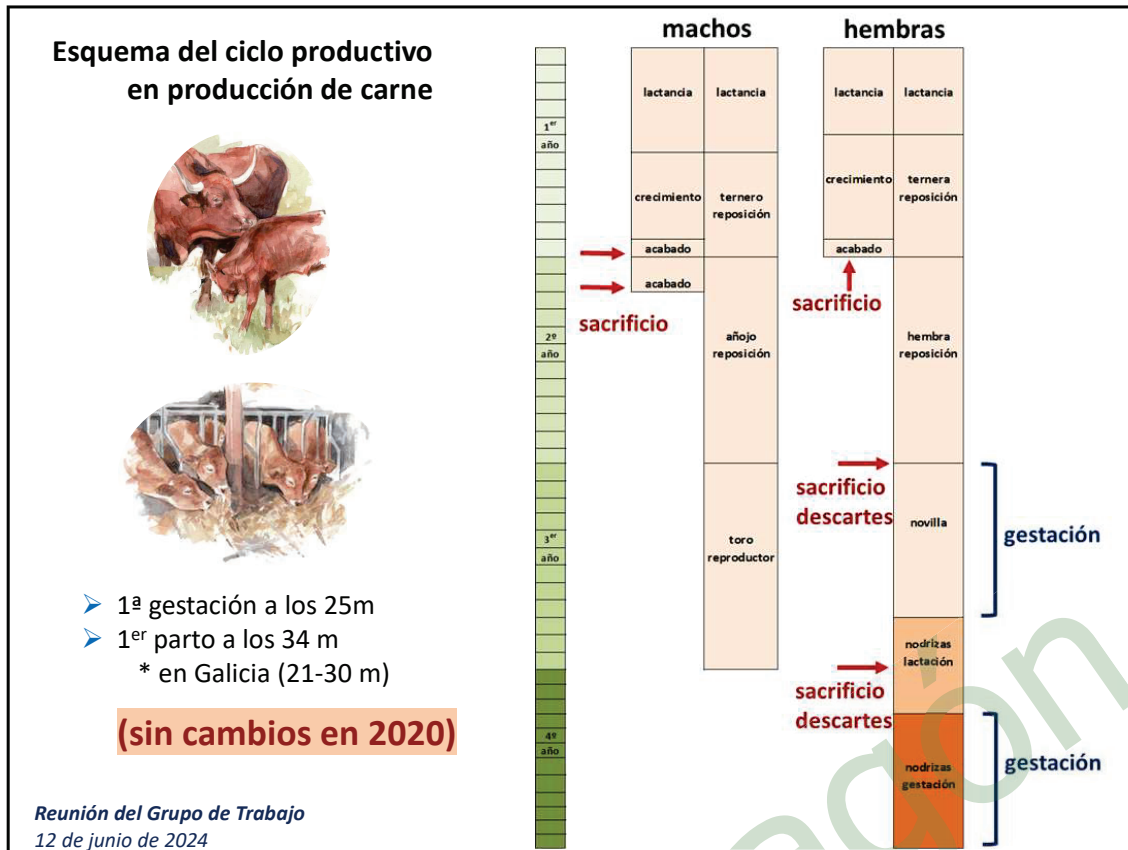 Esquema del ciclo productivo
en producción de carne
1ª gestación a los 25m
1er parto a los 34 m
* en Galicia (21-30 m)
(sin cambios en 2020)
Reunión del Grupo de Trabajo
12 de junio de 2024
1er
año
2º
año
3er
año
4º
año
machos
lactancia
lactancia
crecimiento
ternero
reposición
acabado
acabado
sacrificio
añojo
reposición
toro
reproductor
hembras
lactancia
lactancia
crecimiento
ternera
reposición
acabado
sacrificio
hembra
reposición
sacrificio
descartes
novilla
gestación
nodrizas
lactación
sacrificio
descartes
nodrizas
gestación
gestación